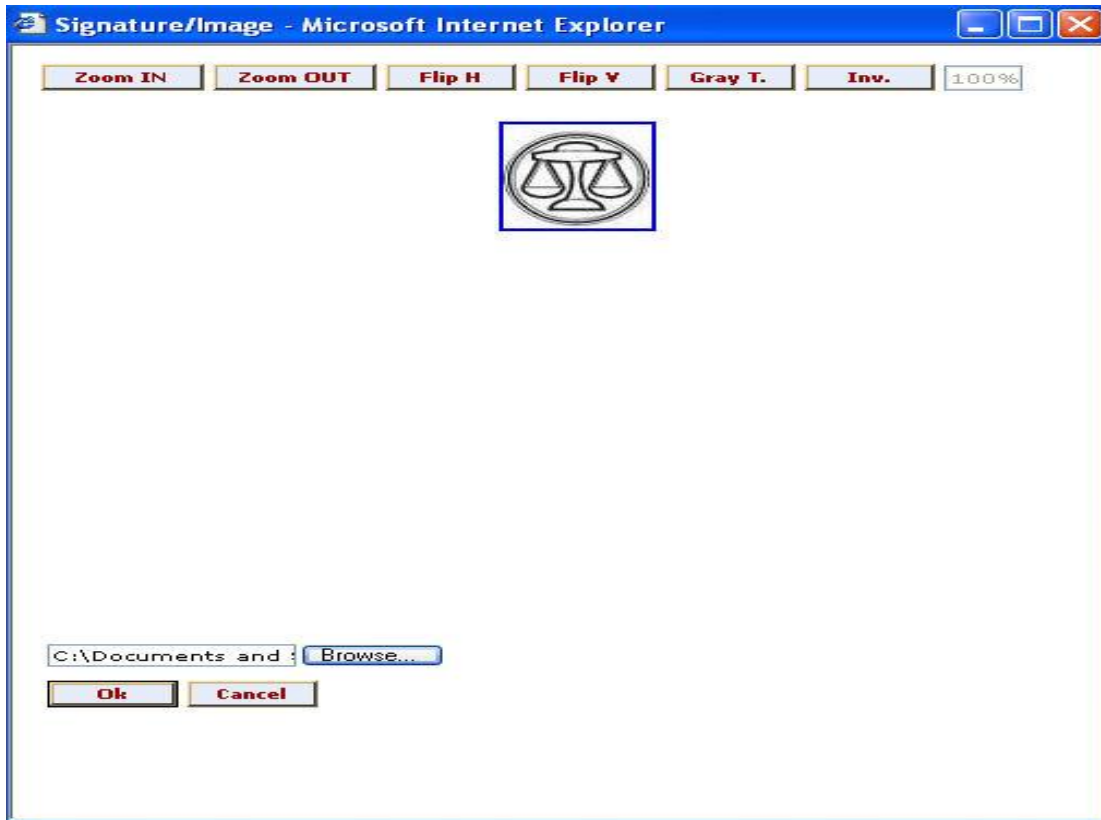 Signature/Image - Microsoft Internet Explorer
Zoom IN Zoom OUT Flip H Flip V Gray T. Inv. 100%
C:\Documents and Browse...
Ok Cancel